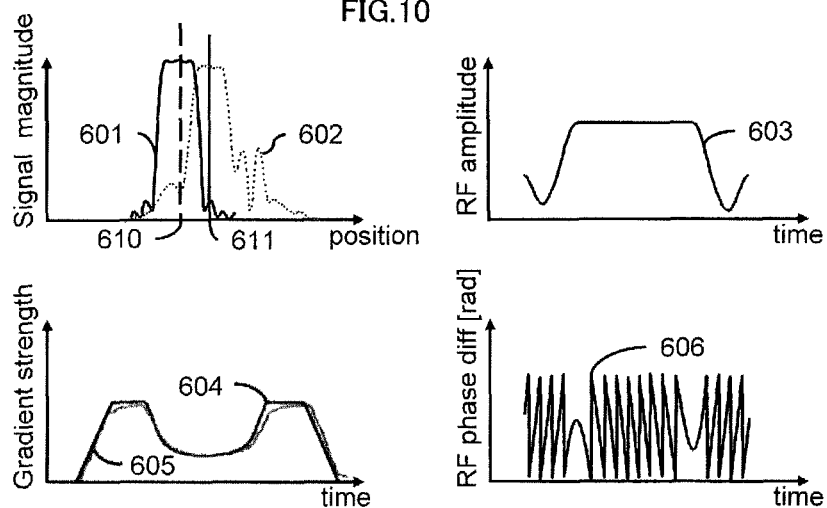 FIG.10
Signal magnitude
601
602
610
611
position
RF amplitude
603
time
Gradient strength
604
605
time
RF phase diff [rad]
606
time